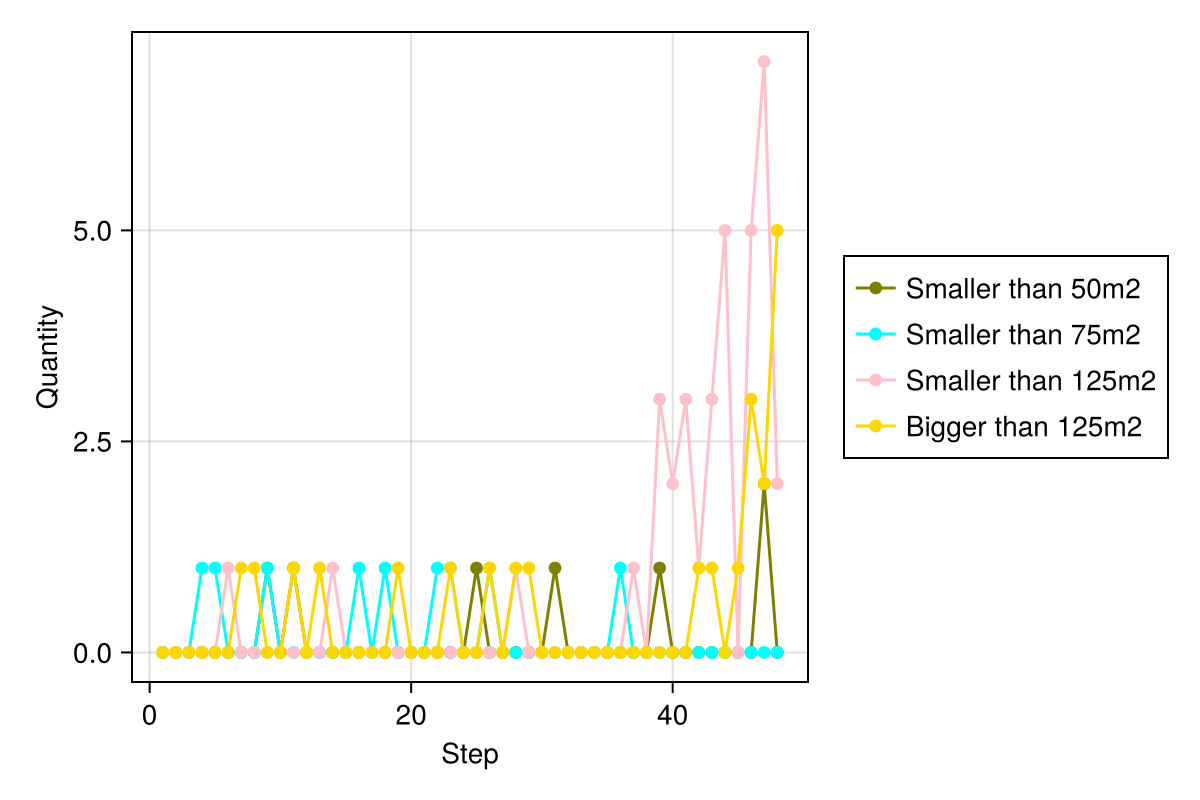 5.0
2.5
0.0
Quantity
0
20
40
Step
Smaller than 50m2
Smaller than 75m2
Smaller than 125m2
Bigger than 125m2